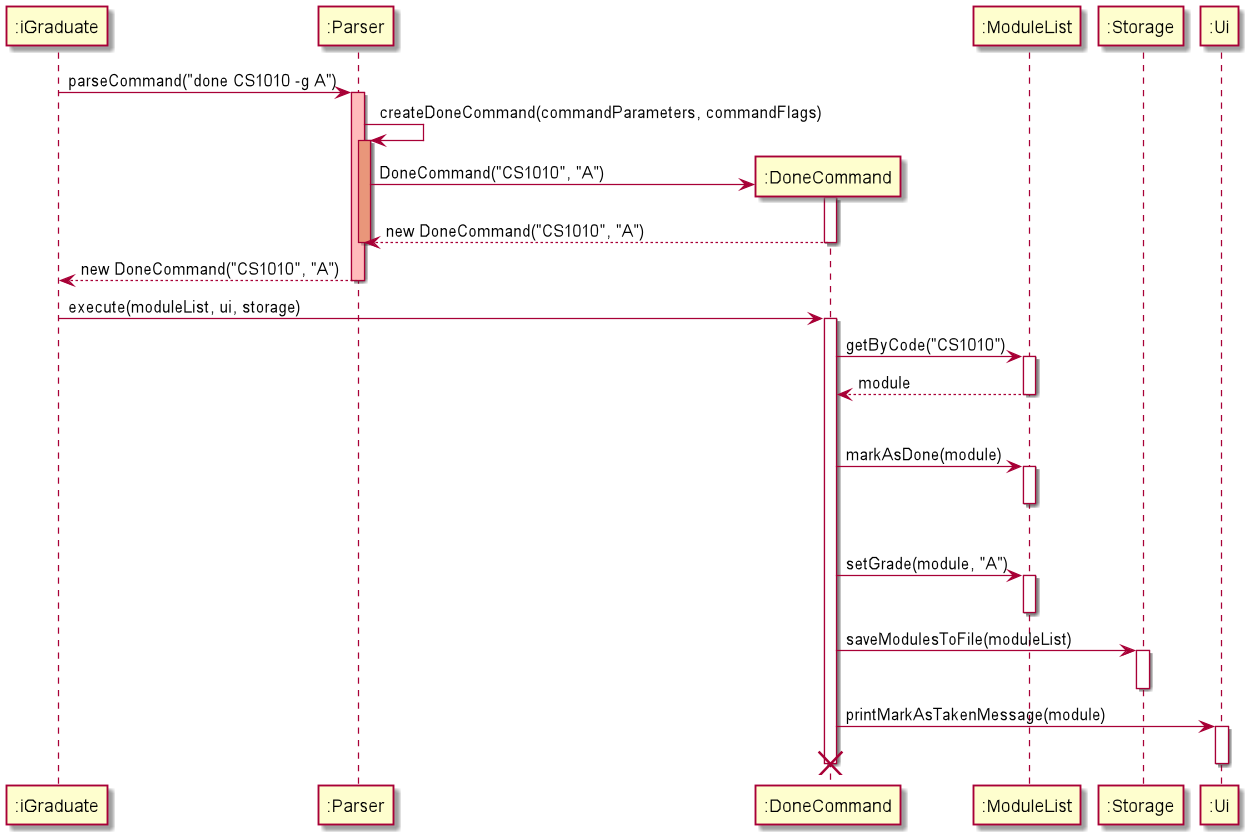 :iGraduate
:Parser
:ModuleList
:Storage
:Ui
parseCommand("done CS1010 -g A")
createDoneCommand(commandParameters, commandFlags)
DoneCommand("CS1010", "A")
:DoneCommand
new DoneCommand("CS1010", "A")
new DoneCommand("CS1010", "A")
execute(moduleList, ui, storage)
getByCode("CS1010")
module
markAsDone(module)
setGrade(module, "A")
saveModulesToFile(moduleList)
printMarkAsTakenMessage(module)
:iGraduate
:Parser
:DoneCommand
:ModuleList
:Storage
:Ui